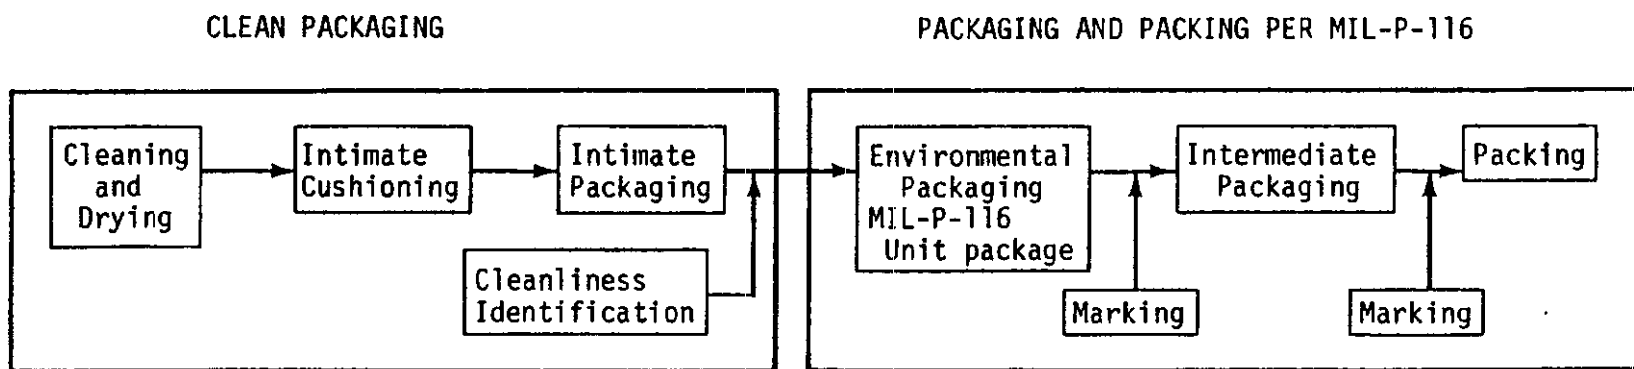 CLEAN PACKAGING
PACKAGING AND PACKING PER MIL-P-116
Cleaning
and
Drying
Intimate
Cushioning
Intimate
Packaging
Cleanliness
Identification
Environmental
Packaging
MIL-P-116
Unit package
Marking
Intermediate
Packaging
Marking
Packing